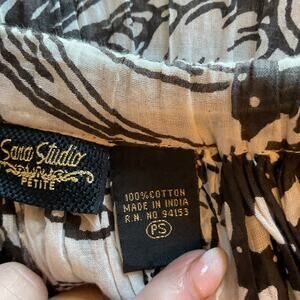 Sara Studio
PETITE
100% COTTON
MADE IN INDIA
R.N. NO 94153
PS